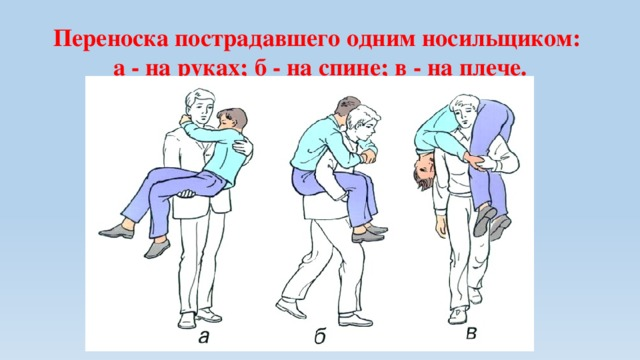 Переноска пострадавшего одним носильщиком:
а - на руках; б - на спине; в - на плече.
а б в